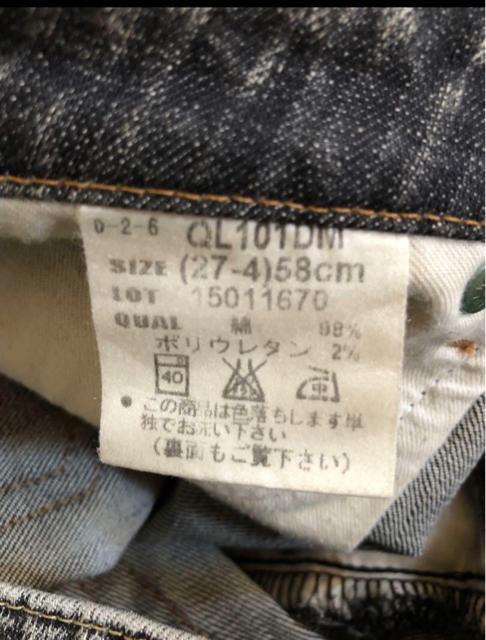 0-2-6 QL101DM
SIZE (27-4)58cm
LOT 15011670
QUAL 綿 98%
ポリウレタン 2%
40
この商品は色落ちします単
独でお洗い下さい
(裏面もご覧下さい)